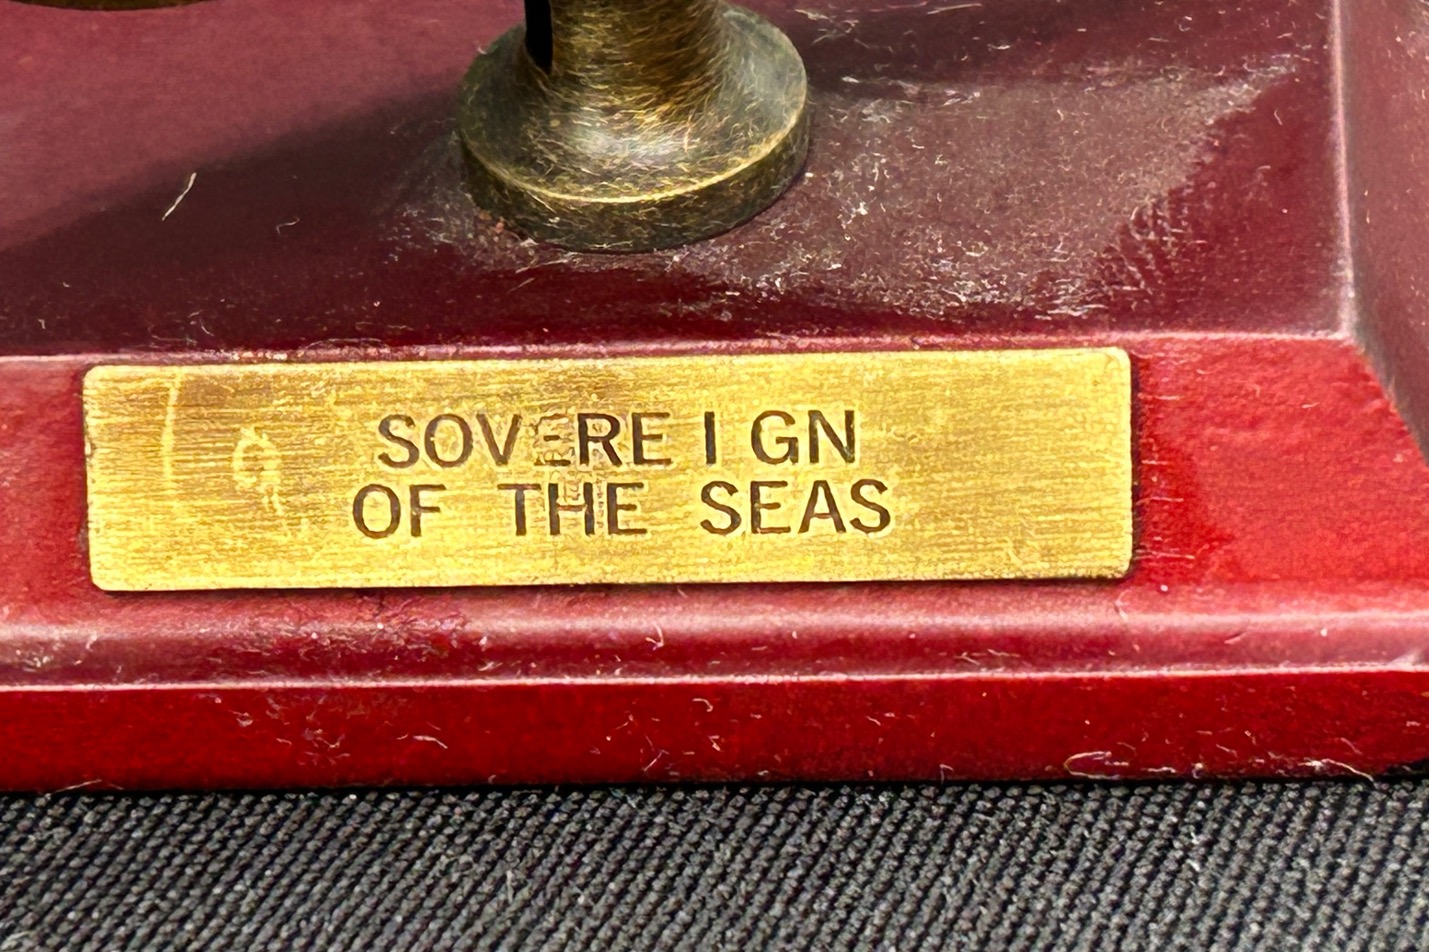 SOVEREIGN
OF THE SEAS